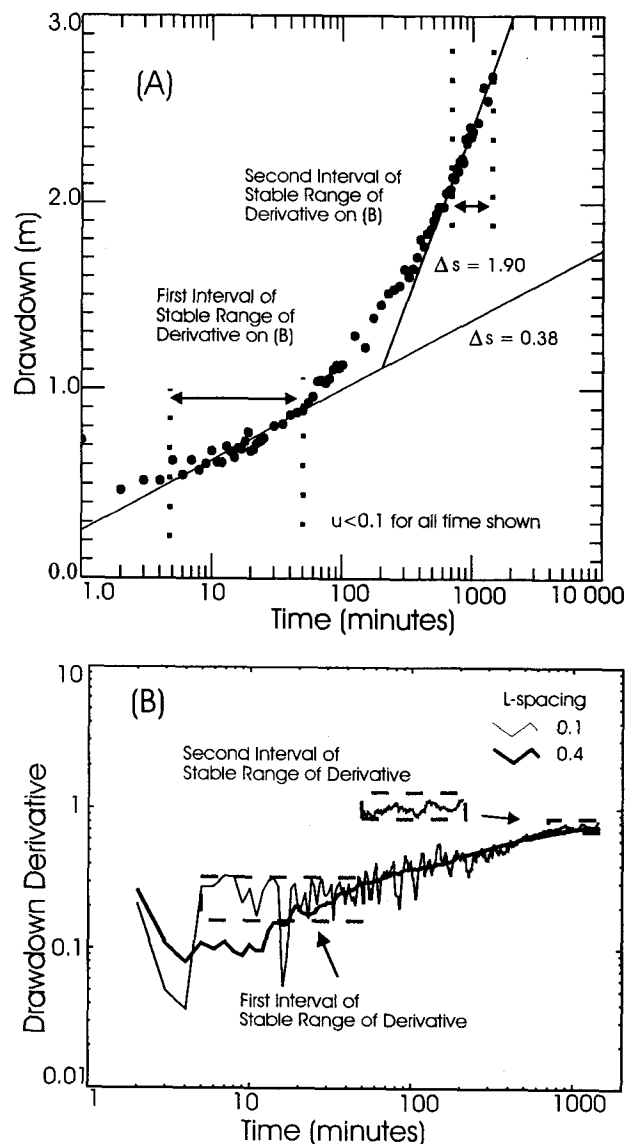 (A)
3.0
2.0
1.0
0.0
Drawdown (m)
Second Interval of
Stable Range of
Derivative on (B)
First Interval of
Stable Range of
Derivative on (B)
Δs = 1.90
Δs = 0.38
u<0.1 for all time shown
1.0
10
100
1000
10 000
Time (minutes)
(B)
10
1
0.1
0.01
Drawdown Derivative
L-spacing
0.1
0.4
Second Interval of
Stable Range of Derivative
First Interval of
Stable Range of Derivative
1
10
100
1000
Time (minutes)